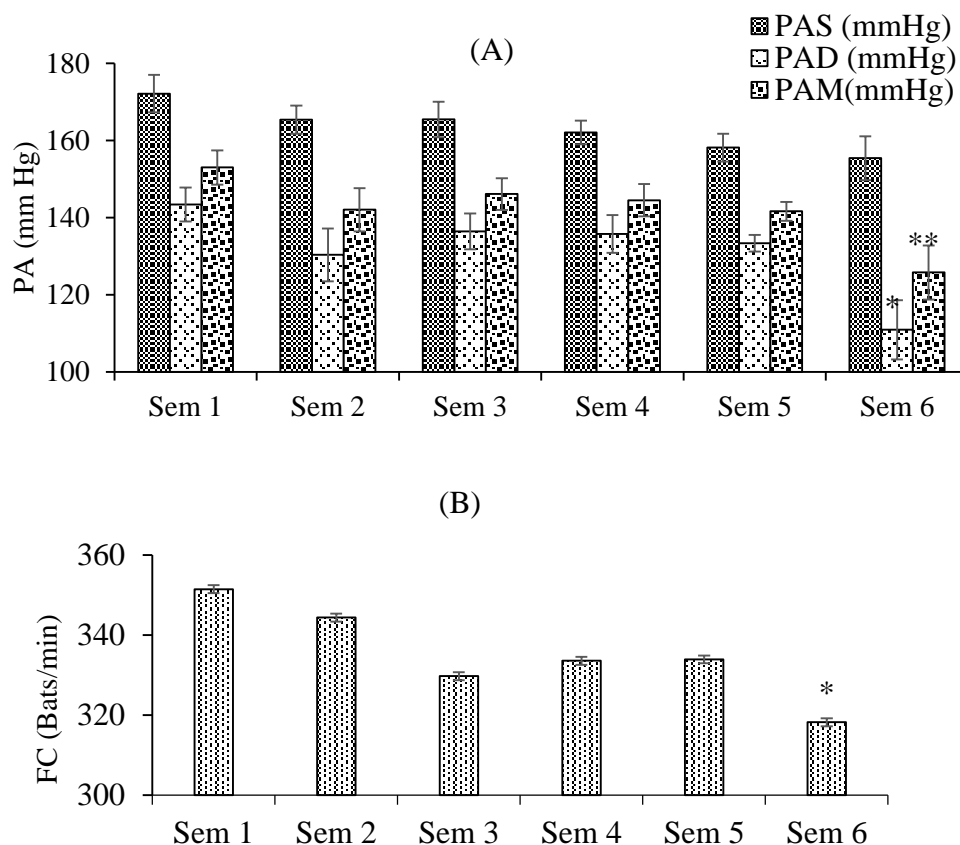 PAS (mmHg)
PAD (mmHg)
PAM(mmHg)
(A)
PA (mm Hg)
180
160
140
120
100
*
**
Sem 1 Sem 2 Sem 3 Sem 4 Sem 5 Sem 6
(B)
FC (Bats/min)
360
340
320
300
*
Sem 1 Sem 2 Sem 3 Sem 4 Sem 5 Sem 6